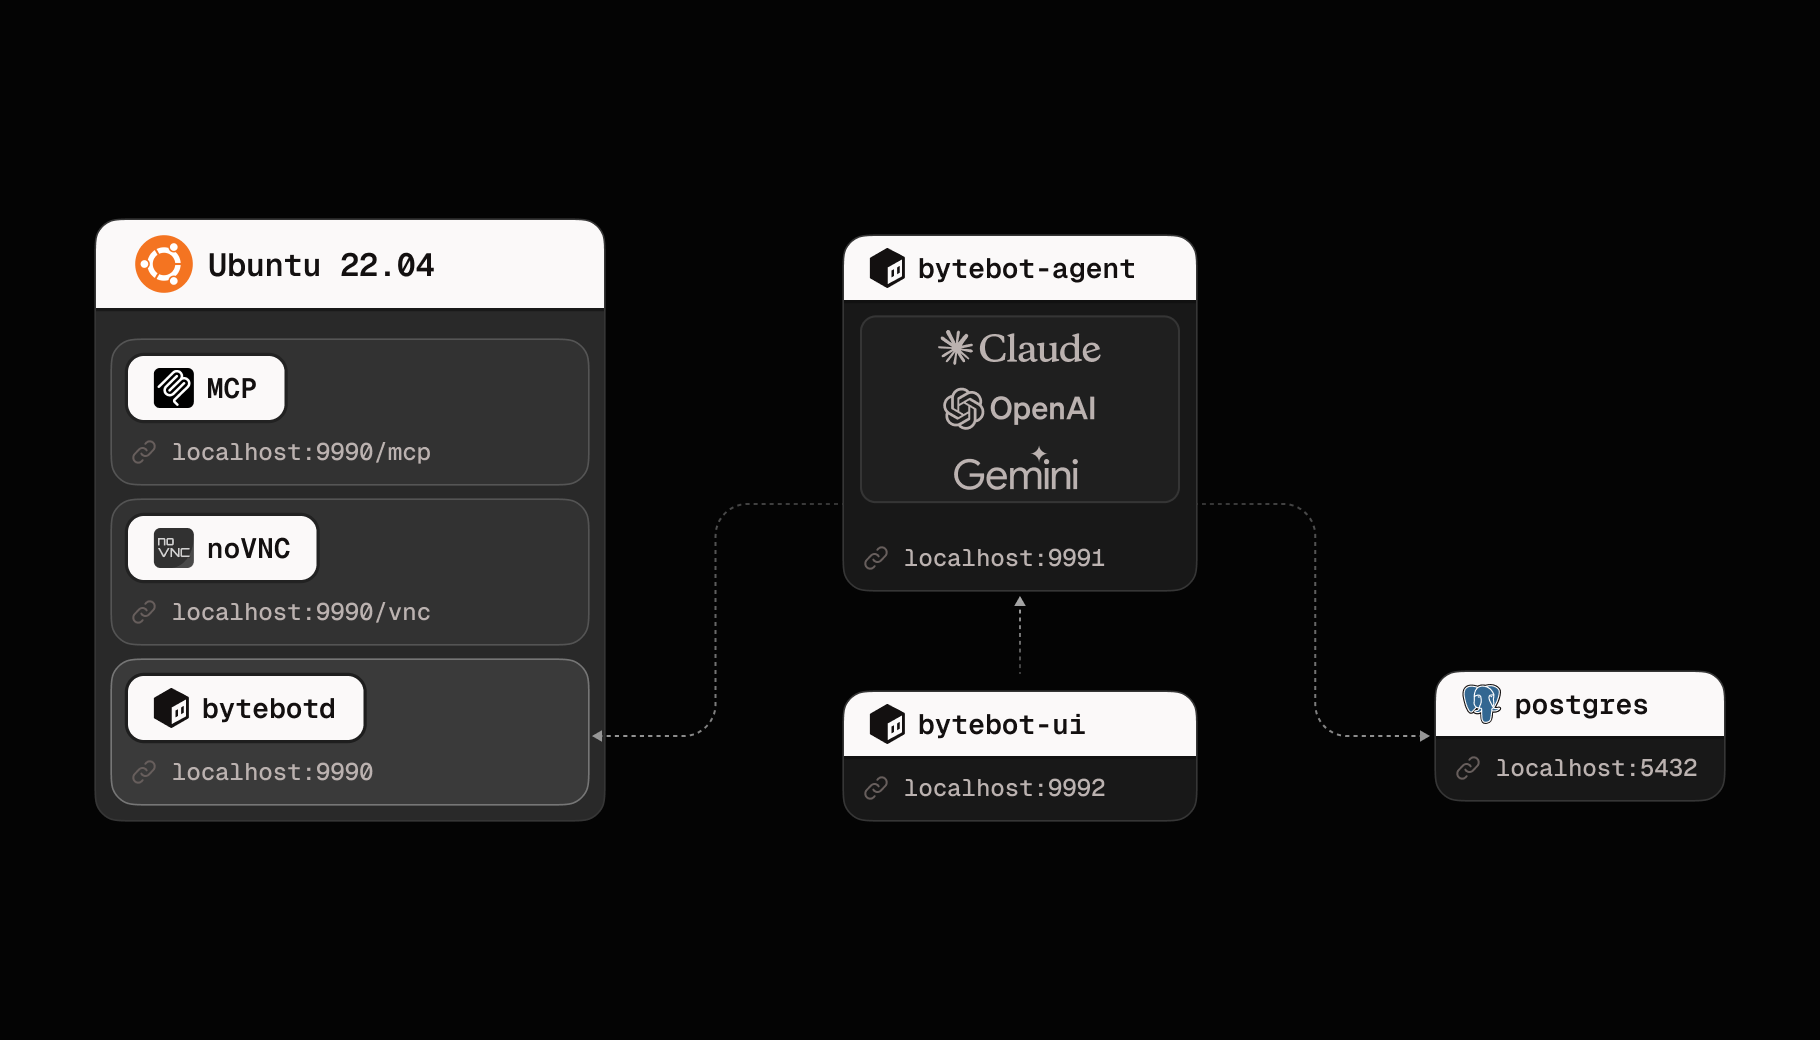 Ubuntu 22.04
MCP
localhost:9990/mcp
no
VNC
noVNC
localhost:9990/vnc
bytebotd
localhost:9990
bytebot-agent
Claude
OpenAI
Gemini
localhost:9991
bytebot-ui
localhost:9992
postgres
localhost:5432